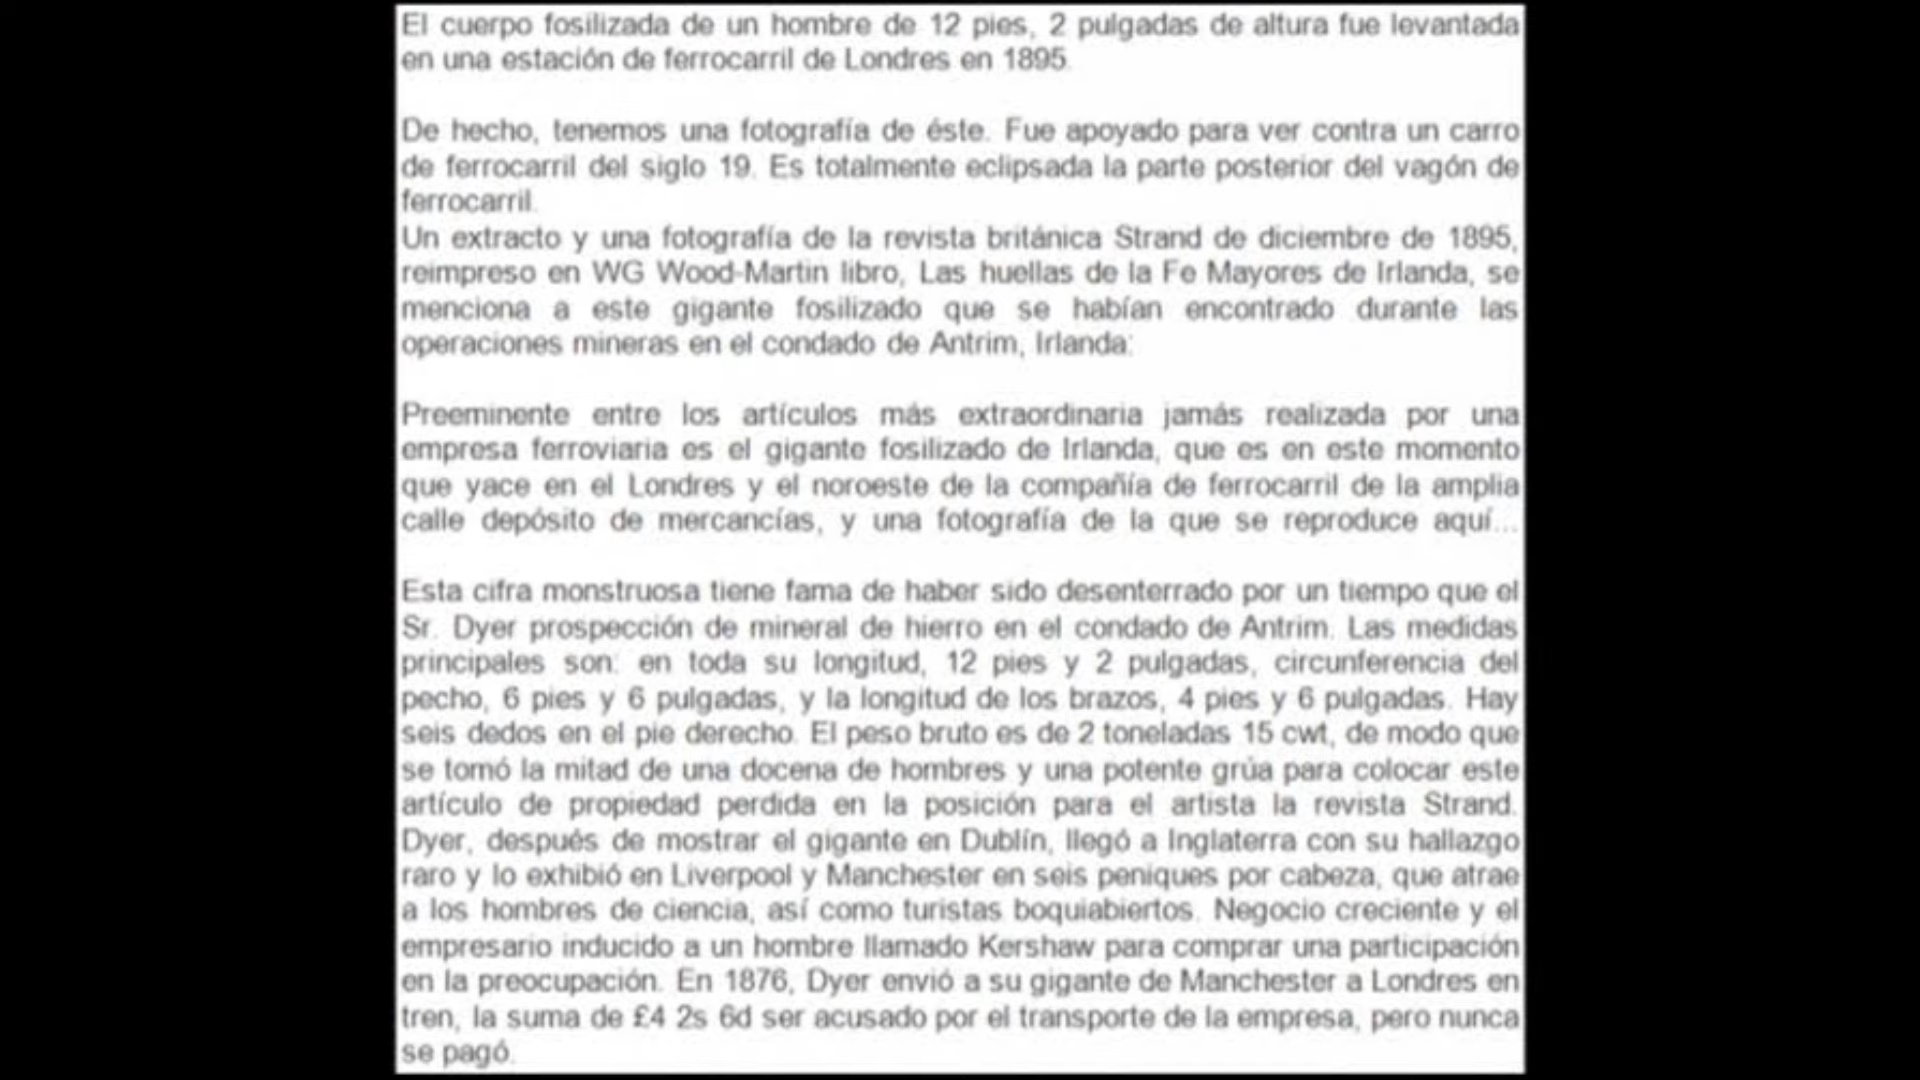 El cuerpo fosilizada de un hombre de 12 pies, 2 pulgadas de altura fue levantada
en una estación de ferrocarril de Londres en 1895.
De hecho, tenemos una fotografía de éste. Fue apoyado para ver contra un carro
de ferrocarril del siglo 19. Es totalmente eclipsada la parte posterior del vagón de
ferrocarril.
Un extracto y una fotografía de la revista británica Strand de diciembre de 1895,
reimpreso en WG Wood-Martin libro, Las huellas de la Fe Mayores de Irlanda, se
menciona a este gigante fosilizado que se habían encontrado durante las
operaciones mineras en el condado de Antrim, Irlanda:
Preeminente entre los artículos más extraordinaria jamás realizada por una
empresa ferroviaria es el gigante fosilizado de Irlanda, que es en este momento
que yace en el Londres y el noroeste de la compañía de ferrocarril de la amplia
calle depósito de mercancías, y una fotografía de la que se reproduce aquí...
Esta cifra monstruosa tiene fama de haber sido desenterrado por un tiempo que el
Sr. Dyer prospección de mineral de hierro en el condado de Antrim. Las medidas
principales son: en toda su longitud, 12 pies y 2 pulgadas, circunferencia del
pecho, 6 pies y 6 pulgadas, y la longitud de los brazos, 4 pies y 6 pulgadas. Hay
seis dedos en el pie derecho. El peso bruto es de 2 toneladas 15 cwt, de modo que
se tomó la mitad de una docena de hombres y una potente grúa para colocar este
artículo de propiedad perdida en la posición para el artista la revista Strand.
Dyer, después de mostrar el gigante en Dublín, llegó a Inglaterra con su hallazgo
raro y lo exhibió en Liverpool y Manchester en seis peniques por cabeza, que atrae
a los hombres de ciencia, así como turistas boquiabiertos. Negocio creciente y el
empresario inducido a un hombre llamado Kershaw para comprar una participación
en la preocupación. En 1876, Dyer envió a su gigante de Manchester a Londres en
tren, la suma de £4 2s 6d ser acusado por el transporte de la empresa, pero nunca
se pagó.